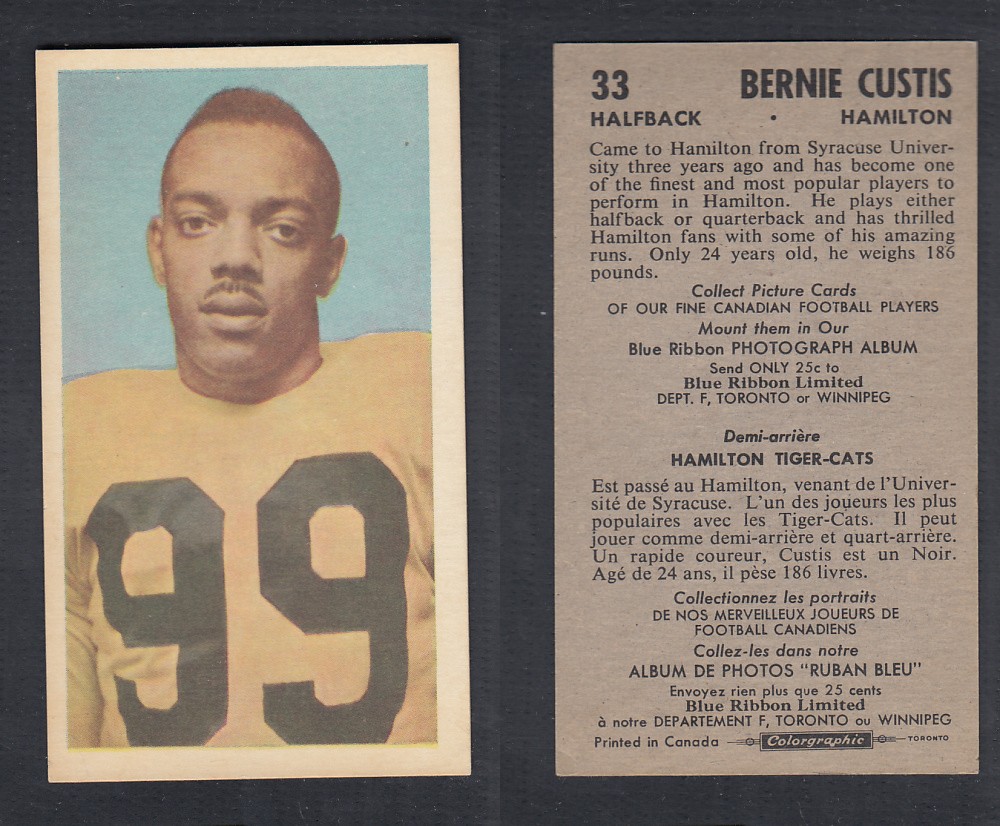 99
33 BERNIE CUSTIS
HALFBACK • HAMILTON
Came to Hamilton from Syracuse Univer-
sity three years ago and has become one
of the finest and most popular players to
perform in Hamilton. He plays either
halfback or quarterback and has thrilled
Hamilton fans with some of his amazing
runs. Only 24 years old, he weighs 186
pounds.
Collect Picture Cards
OF OUR FINE CANADIAN FOOTBALL PLAYERS
Mount them in Our
Blue Ribbon PHOTOGRAPH ALBUM
Send ONLY 25c to
Blue Ribbon Limited
DEPT. F, TORONTO or WINNIPEG
Demi-arrière
HAMILTON TIGER-CATS
Est passé au Hamilton, venant de l'Univer-
sité de Syracuse. L'un des joueurs les plus
populaires avec les Tiger-Cats. Il peut
jouer comme demi-arrière et quart-arrière.
Un rapide coureur, Custis est un Noir.
Agé de 24 ans, il pèse 186 livres.
Collectionnez les portraits
DE NOS MERVEILLEUX JOUEURS DE
FOOTBALL CANADIENS
Collez-les dans notre
ALBUM DE PHOTOS "RUBAN BLEU"
Envoyez rien plus que 25 cents
Blue Ribbon Limited
à notre DEPARTEMENT F, TORONTO ou WINNIPEG
Printed in Canada Colorgraphic TORONTO